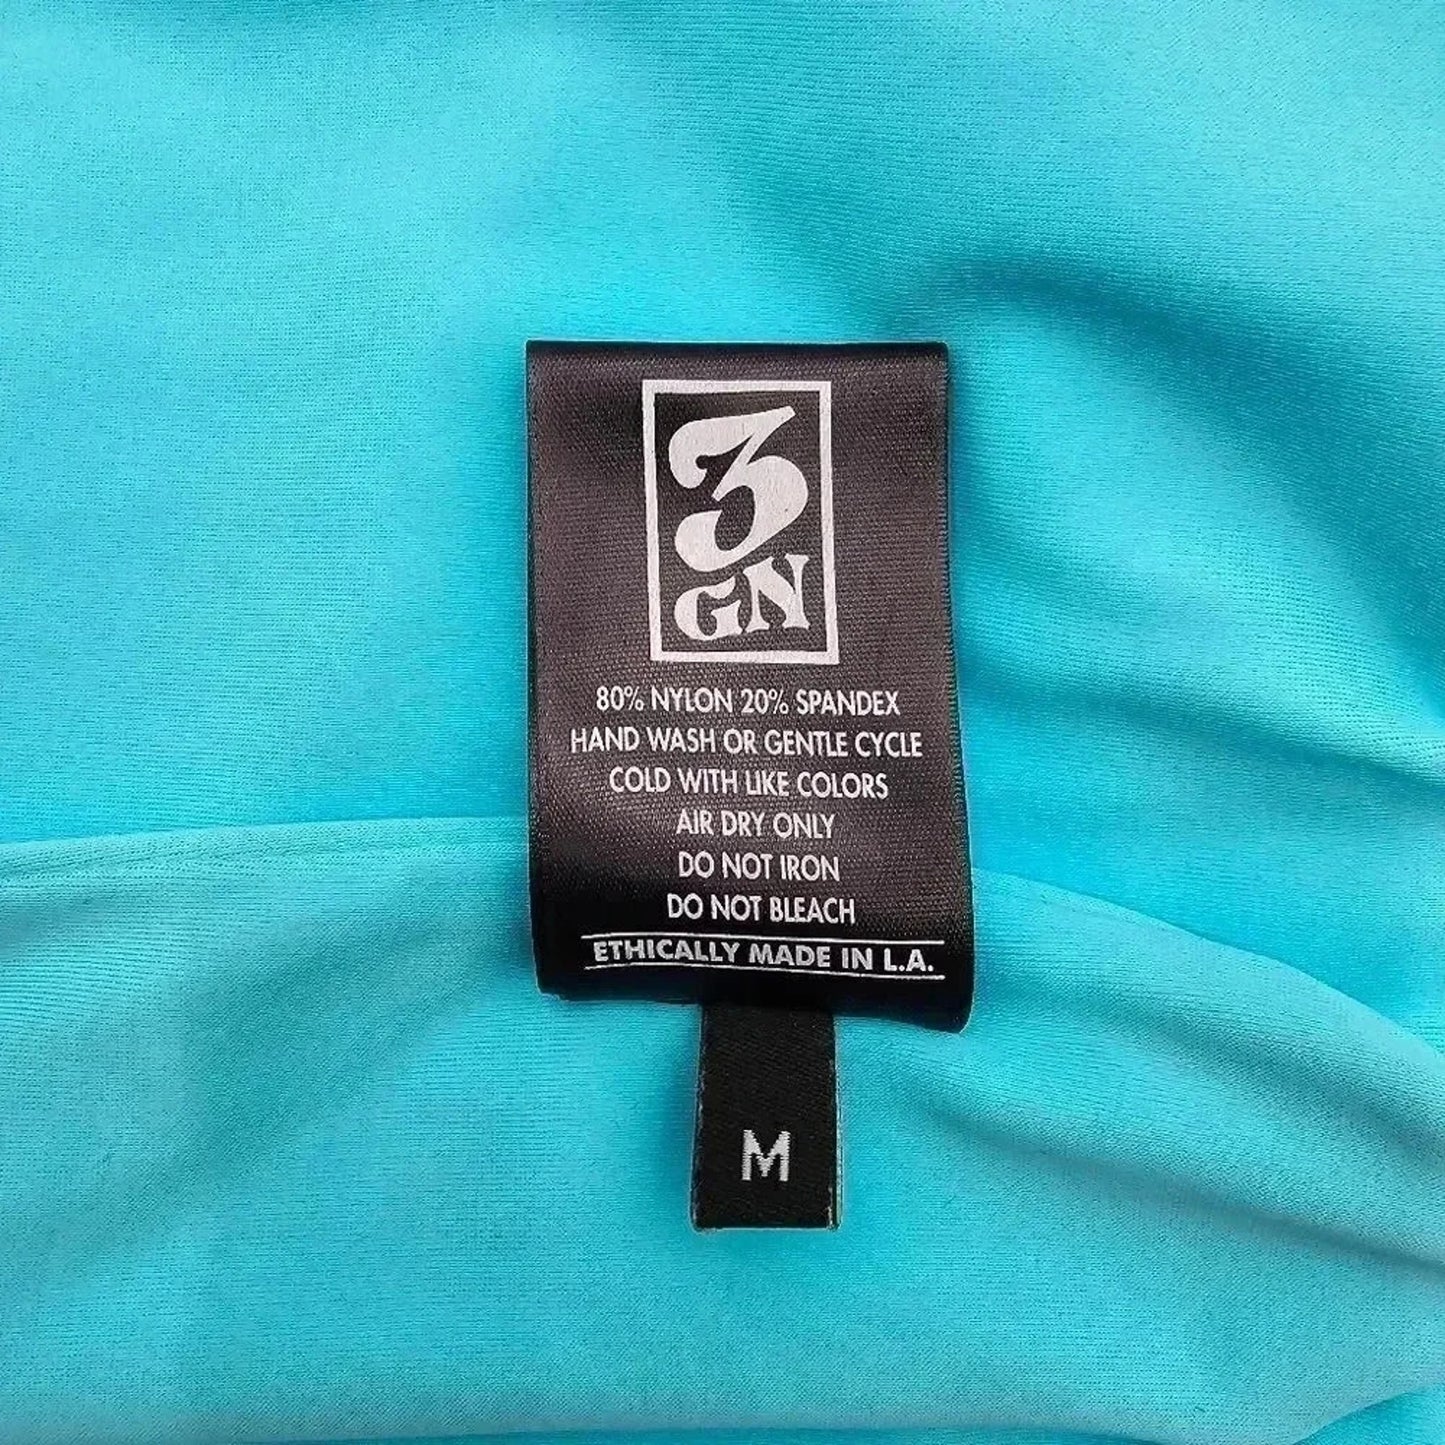 3
GN
80% NYLON 20% SPANDEX
HAND WASH OR GENTLE CYCLE
COLD WITH LIKE COLORS
AIR DRY ONLY
DO NOT IRON
DO NOT BLEACH
ETHICALLY MADE IN L.A.
M